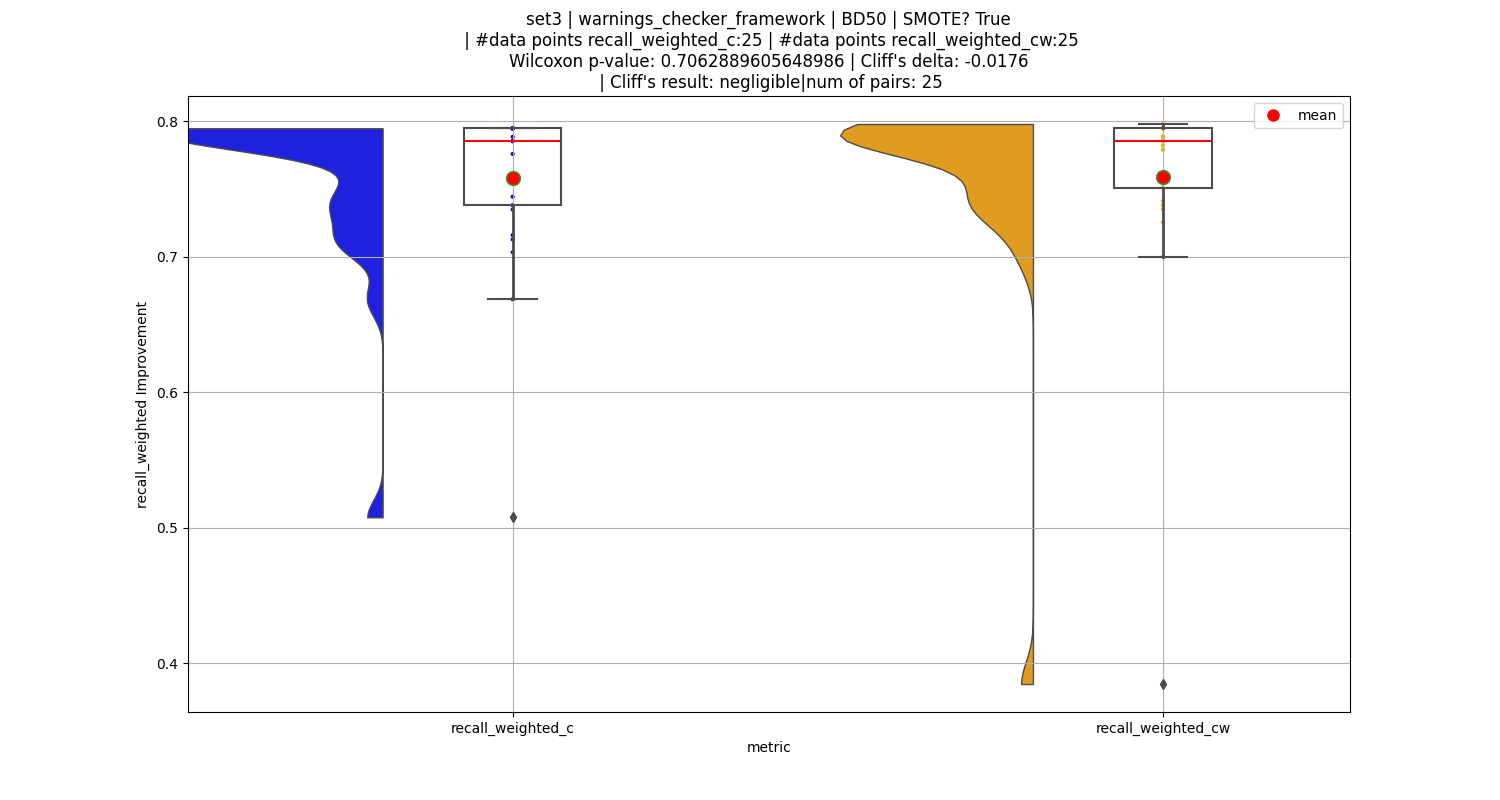 set3 | warnings_checker_framework | BD50 | SMOTE? True
| #data points recall_weighted_c:25 | #data points recall_weighted_cw:25
Wilcoxon p-value: 0.7062889605648986 | Cliff's delta: -0.0176
| Cliff's result: negligible|num of pairs: 25
mean
0.8
0.7
0.6
0.5
0.4
recall_weighted Improvement
recall_weighted_c
recall_weighted_cw
metric